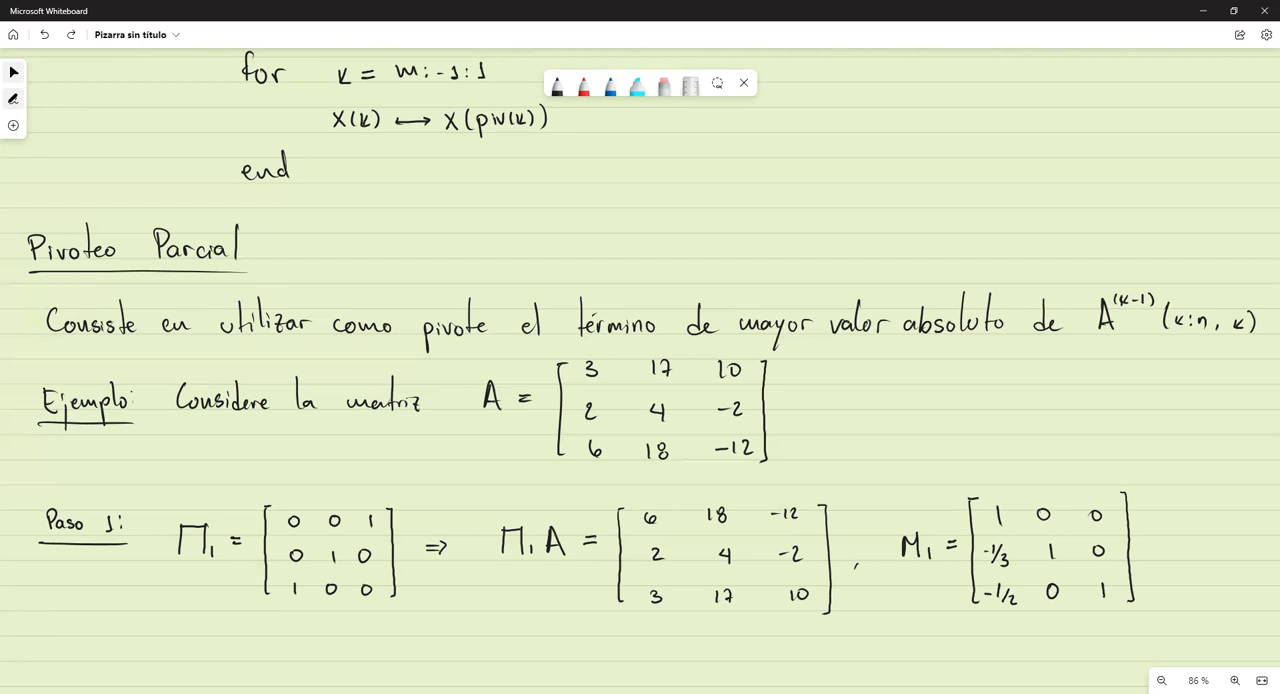 Microsoft Whiteboard
Pizarra sin título
for k = m:-1:1
X(k) ⟷ X(piv(k))
end
Pivoteo Parcial
Consiste en utilizar como pivote el término de mayor valor absoluto de A^(k-1) (k:n, k)
Ejemplo: Considere la matriz A = [ 3 17 10
2 4 -2
6 18 -12 ]
Paso 1: Π₁ = [ 0 0 1 ; 0 1 0 ; 1 0 0 ] ⇒ Π₁ A = [ 6 18 -12 ; 2 4 -2 ; 3 17 10 ] , M₁ = [ 1 0 0 ; -1/3 1 0 ; -1/2 0 1 ]
86 %